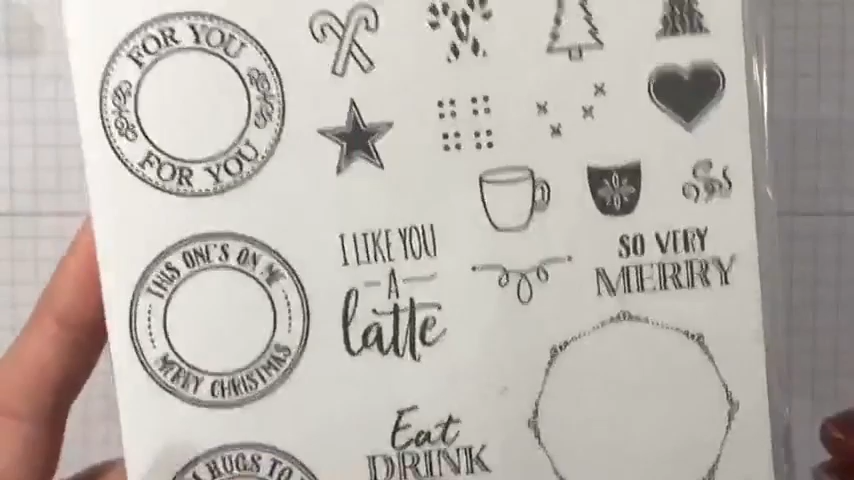 FOR YOU
FOR YOU
THIS ONE'S ON ME
MERRY CHRISTMAS
I LIKE YOU
A
latte
SO VERY
MERRY
HUGS TO
Eat
DRINK